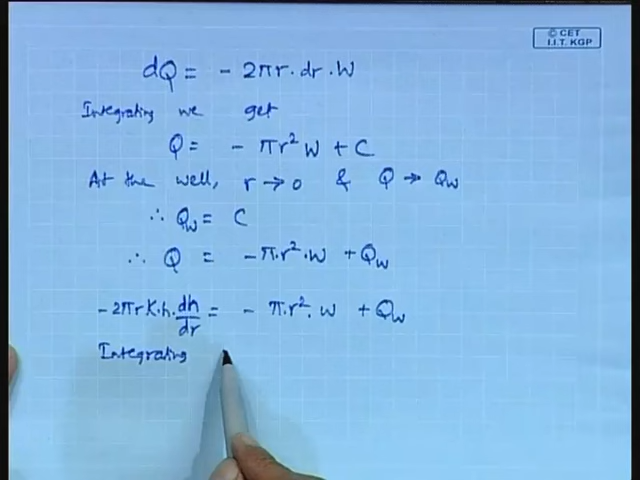 © CET
I.I.T. KGP
dQ = - 2πr · dr · W
Integrating we get
Q = - πr² W + C
At the well, r → 0 & Q → Qw
∴ Qw = C
∴ Q = - π·r²·W + Qw
- 2πr K·h· dh/dr = - π·r²·W + Qw
Integrating